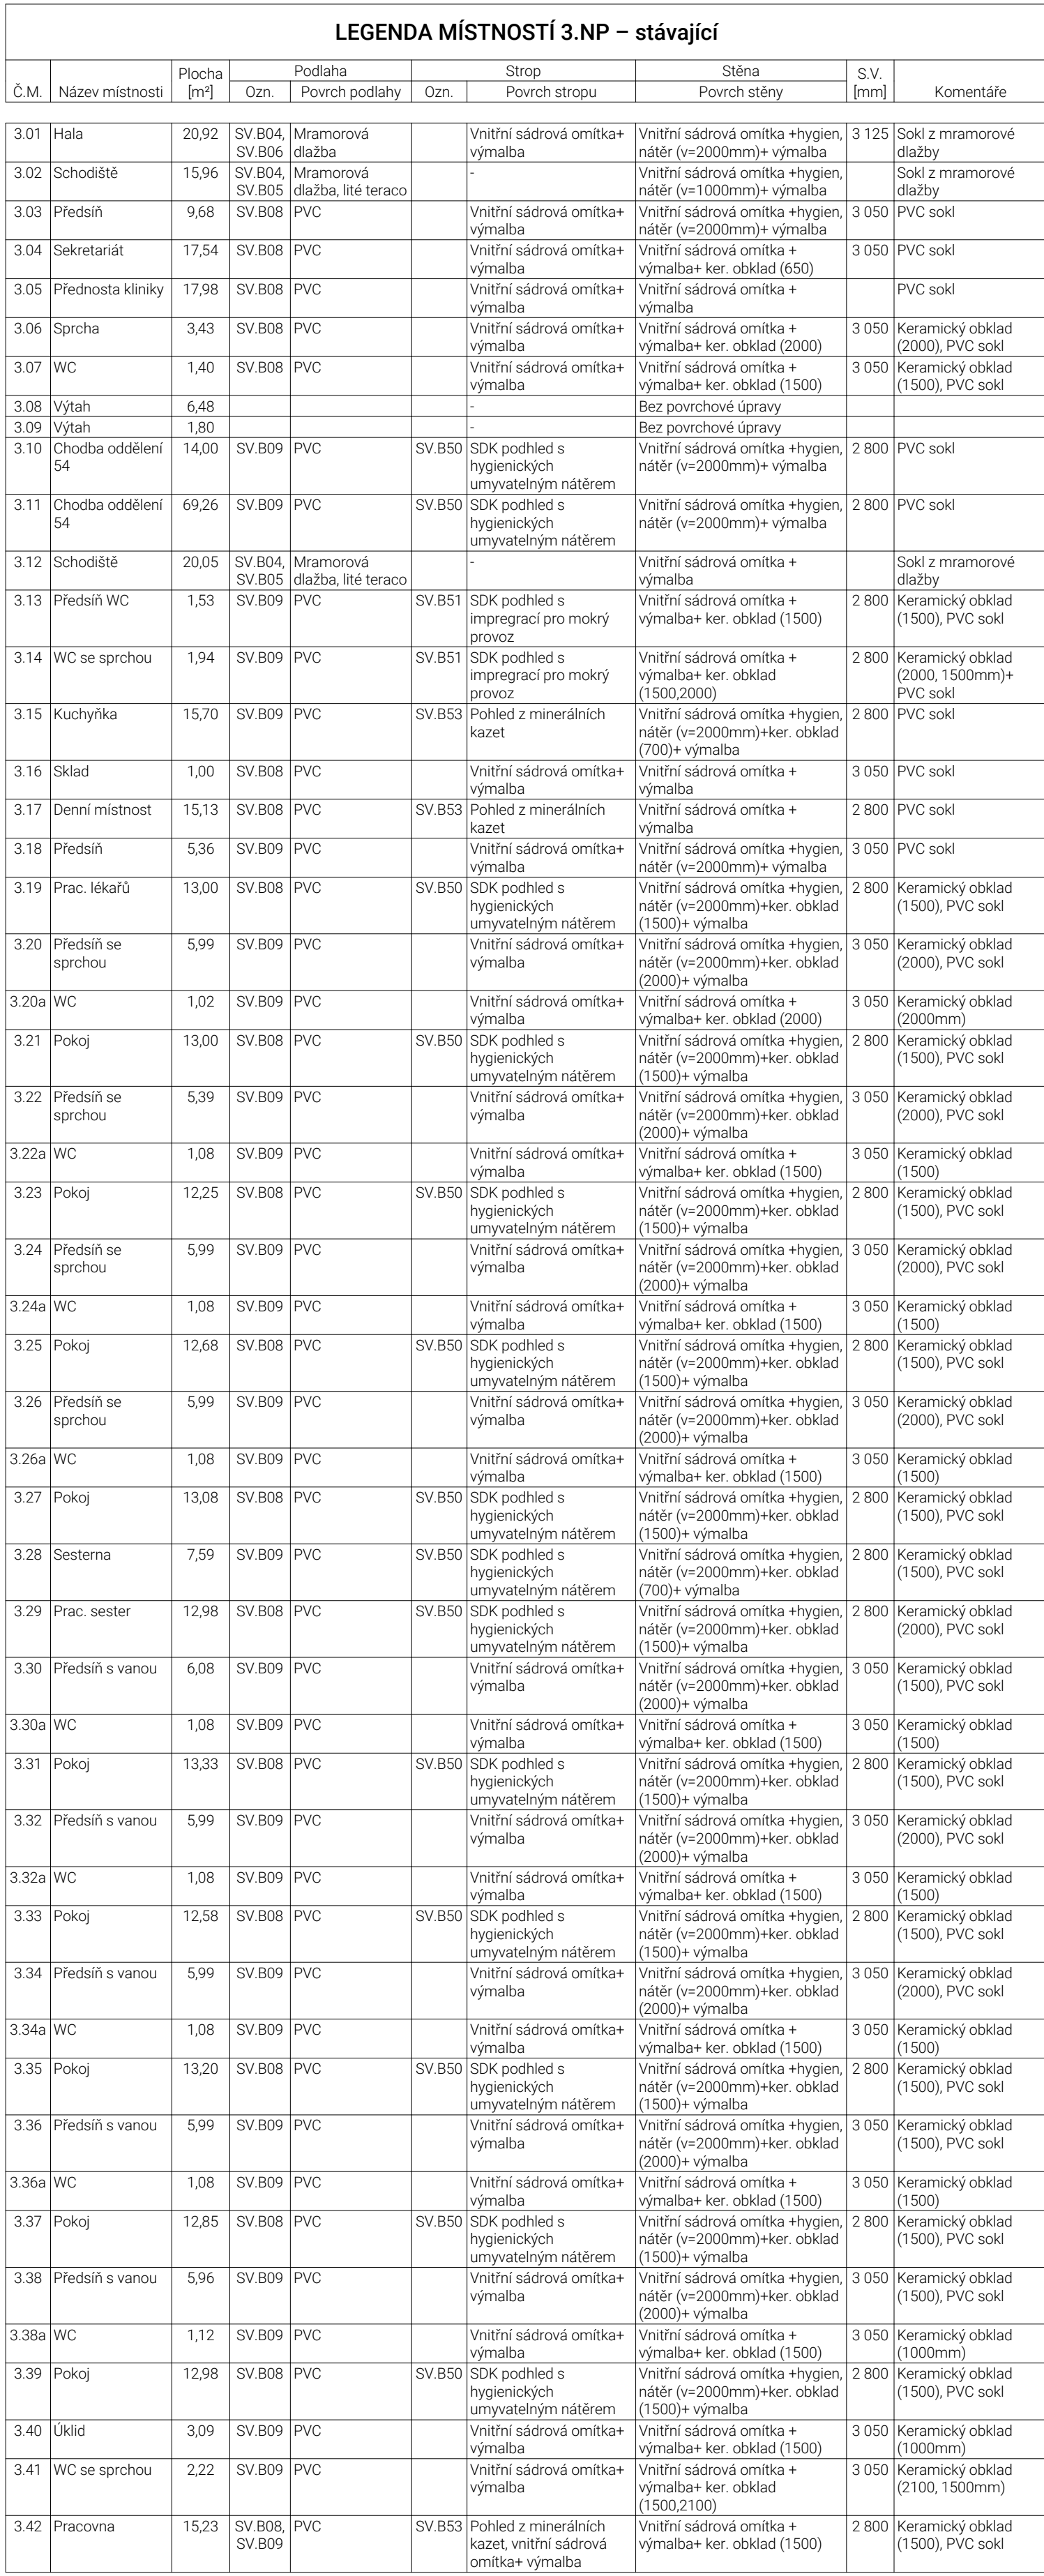 LEGENDA MÍSTNOSTÍ 3.NP – stávající
Č.M. Název místnosti Plocha [m²] Podlaha Strop Stěna S.V. [mm] Komentáře
Ozn. Povrch podlahy Ozn. Povrch stropu Povrch stěny
3.01 Hala 20,92 SV.B04, SV.B06 Mramorová dlažba Vnitřní sádrová omítka+ výmalba Vnitřní sádrová omítka +hygien, nátěr (v=2000mm)+ výmalba 3 125 Sokl z mramorové dlažby
3.02 Schodiště 15,96 SV.B04, SV.B05 Mramorová dlažba, lité teraco - Vnitřní sádrová omítka +hygien, nátěr (v=1000mm)+ výmalba Sokl z mramorové dlažby
3.03 Předsíň 9,68 SV.B08 PVC Vnitřní sádrová omítka+ výmalba Vnitřní sádrová omítka +hygien, nátěr (v=2000mm)+ výmalba 3 050 PVC sokl
3.04 Sekretariát 17,54 SV.B08 PVC Vnitřní sádrová omítka+ výmalba Vnitřní sádrová omítka + výmalba+ ker. obklad (650) 3 050 PVC sokl
3.05 Přednosta kliniky 17,98 SV.B08 PVC Vnitřní sádrová omítka+ výmalba Vnitřní sádrová omítka + výmalba PVC sokl
3.06 Sprcha 3,43 SV.B08 PVC Vnitřní sádrová omítka+ výmalba Vnitřní sádrová omítka + výmalba+ ker. obklad (2000) 3 050 Keramický obklad (2000), PVC sokl
3.07 WC 1,40 SV.B08 PVC Vnitřní sádrová omítka+ výmalba Vnitřní sádrová omítka + výmalba+ ker. obklad (1500) 3 050 Keramický obklad (1500), PVC sokl
3.08 Výtah 6,48 - Bez povrchové úpravy
3.09 Výtah 1,80 - Bez povrchové úpravy
3.10 Chodba oddělení 54 14,00 SV.B09 PVC SV.B50 SDK podhled s hygienických umyvatelným nátěrem Vnitřní sádrová omítka +hygien, nátěr (v=2000mm)+ výmalba 2 800 PVC sokl
3.11 Chodba oddělení 54 69,26 SV.B09 PVC SV.B50 SDK podhled s hygienických umyvatelným nátěrem Vnitřní sádrová omítka +hygien, nátěr (v=2000mm)+ výmalba 2 800 PVC sokl
3.12 Schodiště 20,05 SV.B04, SV.B05 Mramorová dlažba, lité teraco - Vnitřní sádrová omítka + výmalba Sokl z mramorové dlažby
3.13 Předsíň WC 1,53 SV.B09 PVC SV.B51 SDK podhled s impregrací pro mokrý provoz Vnitřní sádrová omítka + výmalba+ ker. obklad (1500) 2 800 Keramický obklad (1500), PVC sokl
3.14 WC se sprchou 1,94 SV.B09 PVC SV.B51 SDK podhled s impregrací pro mokrý provoz Vnitřní sádrová omítka + výmalba+ ker. obklad (1500,2000) 2 800 Keramický obklad (2000, 1500mm)+ PVC sokl
3.15 Kuchyňka 15,70 SV.B09 PVC SV.B53 Pohled z minerálních kazet Vnitřní sádrová omítka +hygien, nátěr (v=2000mm)+ker. obklad (700)+ výmalba 2 800 PVC sokl
3.16 Sklad 1,00 SV.B08 PVC Vnitřní sádrová omítka+ výmalba Vnitřní sádrová omítka + výmalba 3 050 PVC sokl
3.17 Denní místnost 15,13 SV.B08 PVC SV.B53 Pohled z minerálních kazet Vnitřní sádrová omítka + výmalba 2 800 PVC sokl
3.18 Předsíň 5,36 SV.B09 PVC Vnitřní sádrová omítka+ výmalba Vnitřní sádrová omítka +hygien, nátěr (v=2000mm)+ výmalba 3 050 PVC sokl
3.19 Prac. lékařů 13,00 SV.B08 PVC SV.B50 SDK podhled s hygienických umyvatelným nátěrem Vnitřní sádrová omítka +hygien, nátěr (v=2000mm)+ker. obklad (1500)+ výmalba 2 800 Keramický obklad (1500), PVC sokl
3.20 Předsíň se sprchou 5,99 SV.B09 PVC Vnitřní sádrová omítka+ výmalba Vnitřní sádrová omítka +hygien, nátěr (v=2000mm)+ker. obklad (2000)+ výmalba 3 050 Keramický obklad (2000), PVC sokl
3.20a WC 1,02 SV.B09 PVC Vnitřní sádrová omítka+ výmalba Vnitřní sádrová omítka + výmalba+ ker. obklad (2000) 3 050 Keramický obklad (2000mm)
3.21 Pokoj 13,00 SV.B08 PVC SV.B50 SDK podhled s hygienických umyvatelným nátěrem Vnitřní sádrová omítka +hygien, nátěr (v=2000mm)+ker. obklad (1500)+ výmalba 2 800 Keramický obklad (1500), PVC sokl
3.22 Předsíň se sprchou 5,39 SV.B09 PVC Vnitřní sádrová omítka+ výmalba Vnitřní sádrová omítka +hygien, nátěr (v=2000mm)+ker. obklad (2000)+ výmalba 3 050 Keramický obklad (2000), PVC sokl
3.22a WC 1,08 SV.B09 PVC Vnitřní sádrová omítka+ výmalba Vnitřní sádrová omítka + výmalba+ ker. obklad (1500) 3 050 Keramický obklad (1500)
3.23 Pokoj 12,25 SV.B08 PVC SV.B50 SDK podhled s hygienických umyvatelným nátěrem Vnitřní sádrová omítka +hygien, nátěr (v=2000mm)+ker. obklad (1500)+ výmalba 2 800 Keramický obklad (1500), PVC sokl
3.24 Předsíň se sprchou 5,99 SV.B09 PVC Vnitřní sádrová omítka+ výmalba Vnitřní sádrová omítka +hygien, nátěr (v=2000mm)+ker. obklad (2000)+ výmalba 3 050 Keramický obklad (2000), PVC sokl
3.24a WC 1,08 SV.B09 PVC Vnitřní sádrová omítka+ výmalba Vnitřní sádrová omítka + výmalba+ ker. obklad (1500) 3 050 Keramický obklad (1500)
3.25 Pokoj 12,68 SV.B08 PVC SV.B50 SDK podhled s hygienických umyvatelným nátěrem Vnitřní sádrová omítka +hygien, nátěr (v=2000mm)+ker. obklad (1500)+ výmalba 2 800 Keramický obklad (1500), PVC sokl
3.26 Předsíň se sprchou 5,99 SV.B09 PVC Vnitřní sádrová omítka+ výmalba Vnitřní sádrová omítka +hygien, nátěr (v=2000mm)+ker. obklad (2000)+ výmalba 3 050 Keramický obklad (2000), PVC sokl
3.26a WC 1,08 SV.B09 PVC Vnitřní sádrová omítka+ výmalba Vnitřní sádrová omítka + výmalba+ ker. obklad (1500) 3 050 Keramický obklad (1500)
3.27 Pokoj 13,08 SV.B08 PVC SV.B50 SDK podhled s hygienických umyvatelným nátěrem Vnitřní sádrová omítka +hygien, nátěr (v=2000mm)+ker. obklad (1500)+ výmalba 2 800 Keramický obklad (1500), PVC sokl
3.28 Sesterna 7,59 SV.B09 PVC SV.B50 SDK podhled s hygienických umyvatelným nátěrem Vnitřní sádrová omítka +hygien, nátěr (v=2000mm)+ker. obklad (700)+ výmalba 2 800 Keramický obklad (1500), PVC sokl
3.29 Prac. sester 12,98 SV.B08 PVC SV.B50 SDK podhled s hygienických umyvatelným nátěrem Vnitřní sádrová omítka +hygien, nátěr (v=2000mm)+ker. obklad (1500)+ výmalba 2 800 Keramický obklad (2000), PVC sokl
3.30 Předsíň s vanou 6,08 SV.B09 PVC Vnitřní sádrová omítka+ výmalba Vnitřní sádrová omítka +hygien, nátěr (v=2000mm)+ker. obklad (2000)+ výmalba 3 050 Keramický obklad (1500), PVC sokl
3.30a WC 1,08 SV.B09 PVC Vnitřní sádrová omítka+ výmalba Vnitřní sádrová omítka + výmalba+ ker. obklad (1500) 3 050 Keramický obklad (1500)
3.31 Pokoj 13,33 SV.B08 PVC SV.B50 SDK podhled s hygienických umyvatelným nátěrem Vnitřní sádrová omítka +hygien, nátěr (v=2000mm)+ker. obklad (1500)+ výmalba 2 800 Keramický obklad (1500), PVC sokl
3.32 Předsíň s vanou 5,99 SV.B09 PVC Vnitřní sádrová omítka+ výmalba Vnitřní sádrová omítka +hygien, nátěr (v=2000mm)+ker. obklad (2000)+ výmalba 3 050 Keramický obklad (2000), PVC sokl
3.32a WC 1,08 SV.B09 PVC Vnitřní sádrová omítka+ výmalba Vnitřní sádrová omítka + výmalba+ ker. obklad (1500) 3 050 Keramický obklad (1500)
3.33 Pokoj 12,58 SV.B08 PVC SV.B50 SDK podhled s hygienických umyvatelným nátěrem Vnitřní sádrová omítka +hygien, nátěr (v=2000mm)+ker. obklad (1500)+ výmalba 2 800 Keramický obklad (1500), PVC sokl
3.34 Předsíň s vanou 5,99 SV.B09 PVC Vnitřní sádrová omítka+ výmalba Vnitřní sádrová omítka +hygien, nátěr (v=2000mm)+ker. obklad (2000)+ výmalba 3 050 Keramický obklad (2000), PVC sokl
3.34a WC 1,08 SV.B09 PVC Vnitřní sádrová omítka+ výmalba Vnitřní sádrová omítka + výmalba+ ker. obklad (1500) 3 050 Keramický obklad (1500)
3.35 Pokoj 13,20 SV.B08 PVC SV.B50 SDK podhled s hygienických umyvatelným nátěrem Vnitřní sádrová omítka +hygien, nátěr (v=2000mm)+ker. obklad (1500)+ výmalba 2 800 Keramický obklad (1500), PVC sokl
3.36 Předsíň s vanou 5,99 SV.B09 PVC Vnitřní sádrová omítka+ výmalba Vnitřní sádrová omítka +hygien, nátěr (v=2000mm)+ker. obklad (2000)+ výmalba 3 050 Keramický obklad (1500), PVC sokl
3.36a WC 1,08 SV.B09 PVC Vnitřní sádrová omítka+ výmalba Vnitřní sádrová omítka + výmalba+ ker. obklad (1500) 3 050 Keramický obklad (1500)
3.37 Pokoj 12,85 SV.B08 PVC SV.B50 SDK podhled s hygienických umyvatelným nátěrem Vnitřní sádrová omítka +hygien, nátěr (v=2000mm)+ker. obklad (1500)+ výmalba 2 800 Keramický obklad (1500), PVC sokl
3.38 Předsíň s vanou 5,96 SV.B09 PVC Vnitřní sádrová omítka+ výmalba Vnitřní sádrová omítka +hygien, nátěr (v=2000mm)+ker. obklad (2000)+ výmalba 3 050 Keramický obklad (1500), PVC sokl
3.38a WC 1,12 SV.B09 PVC Vnitřní sádrová omítka+ výmalba Vnitřní sádrová omítka + výmalba+ ker. obklad (1500) 3 050 Keramický obklad (1000mm)
3.39 Pokoj 12,98 SV.B08 PVC SV.B50 SDK podhled s hygienických umyvatelným nátěrem Vnitřní sádrová omítka +hygien, nátěr (v=2000mm)+ker. obklad (1500)+ výmalba 2 800 Keramický obklad (1500), PVC sokl
3.40 Úklid 3,09 SV.B09 PVC Vnitřní sádrová omítka+ výmalba Vnitřní sádrová omítka + výmalba+ ker. obklad (1500) 3 050 Keramický obklad (1000mm)
3.41 WC se sprchou 2,22 SV.B09 PVC Vnitřní sádrová omítka+ výmalba Vnitřní sádrová omítka + výmalba+ ker. obklad (1500,2100) 3 050 Keramický obklad (2100, 1500mm)
3.42 Pracovna 15,23 SV.B08, SV.B09 PVC SV.B53 Pohled z minerálních kazet, vnitřní sádrová omítka+ výmalba Vnitřní sádrová omítka + výmalba+ ker. obklad (1500) 2 800 Keramický obklad (1500), PVC sokl